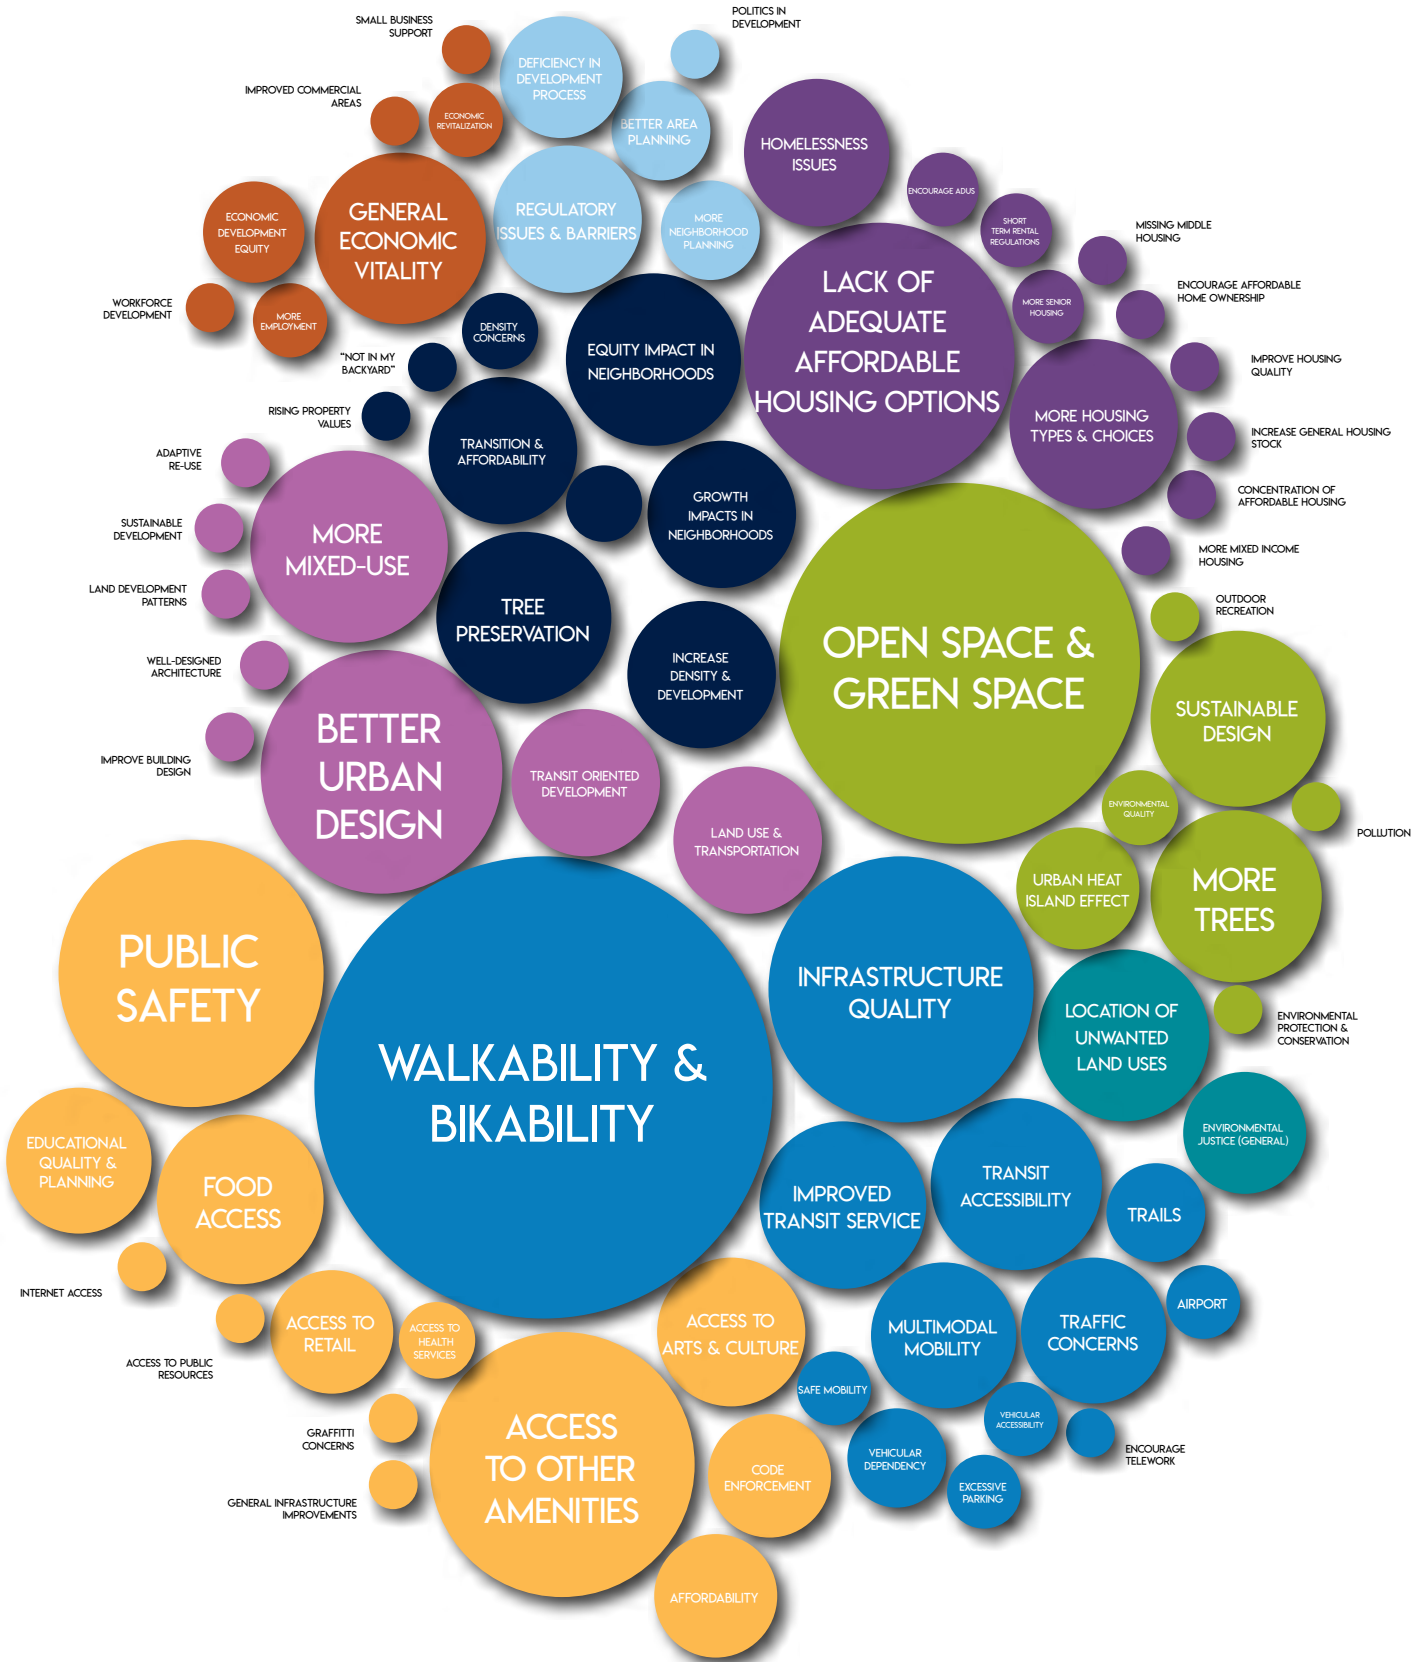 SMALL BUSINESS
SUPPORT
POLITICS IN
DEVELOPMENT
DEFICIENCY IN
DEVELOPMENT
PROCESS
IMPROVED COMMERCIAL
AREAS
ECONOMIC
REVITALIZATION
BETTER AREA
PLANNING
HOMELESSNESS
ISSUES
ECONOMIC
DEVELOPMENT
EQUITY
GENERAL
ECONOMIC
VITALITY
REGULATORY
ISSUES & BARRIERS
MORE
NEIGHBORHOOD
PLANNING
ENCOURAGE ADUS
SHORT
TERM RENTAL
REGULATIONS
MISSING MIDDLE
HOUSING
WORKFORCE
DEVELOPMENT
MORE
EMPLOYMENT
LACK OF
ADEQUATE
AFFORDABLE
HOUSING OPTIONS
MORE SENIOR
HOUSING
ENCOURAGE AFFORDABLE
HOME OWNERSHIP
DENSITY
CONCERNS
"NOT IN MY
BACKYARD"
EQUITY IMPACT IN
NEIGHBORHOODS
IMPROVE HOUSING
QUALITY
RISING PROPERTY
VALUES
TRANSITION &
AFFORDABILITY
MORE HOUSING
TYPES & CHOICES
INCREASE GENERAL HOUSING
STOCK
ADAPTIVE
RE-USE
GROWTH
IMPACTS IN
NEIGHBORHOODS
CONCENTRATION OF
AFFORDABLE HOUSING
SUSTAINABLE
DEVELOPMENT
MORE
MIXED-USE
MORE MIXED INCOME
HOUSING
LAND DEVELOPMENT
PATTERNS
TREE
PRESERVATION
OUTDOOR
RECREATION
WELL-DESIGNED
ARCHITECTURE
INCREASE
DENSITY &
DEVELOPMENT
OPEN SPACE &
GREEN SPACE
SUSTAINABLE
DESIGN
IMPROVE BUILDING
DESIGN
BETTER
URBAN
DESIGN
TRANSIT ORIENTED
DEVELOPMENT
LAND USE &
TRANSPORTATION
ENVIRONMENTAL
QUALITY
POLLUTION
URBAN HEAT
ISLAND EFFECT
MORE
TREES
PUBLIC
SAFETY
INFRASTRUCTURE
QUALITY
LOCATION OF
UNWANTED
LAND USES
ENVIRONMENTAL
PROTECTION &
CONSERVATION
WALKABILITY &
BIKABILITY
ENVIRONMENTAL
JUSTICE (GENERAL)
EDUCATIONAL
QUALITY &
PLANNING
FOOD
ACCESS
IMPROVED
TRANSIT SERVICE
TRANSIT
ACCESSIBILITY
TRAILS
INTERNET ACCESS
ACCESS TO
RETAIL
ACCESS TO
HEALTH
SERVICES
ACCESS TO
ARTS & CULTURE
MULTIMODAL
MOBILITY
TRAFFIC
CONCERNS
AIRPORT
ACCESS TO PUBLIC
RESOURCES
SAFE MOBILITY
GRAFFITTI
CONCERNS
ACCESS
TO OTHER
AMENITIES
VEHICULAR
ACCESSIBILITY
ENCOURAGE
TELEWORK
CODE
ENFORCEMENT
VEHICULAR
DEPENDENCY
EXCESSIVE
PARKING
GENERAL INFRASTRUCTURE
IMPROVEMENTS
AFFORDABILITY